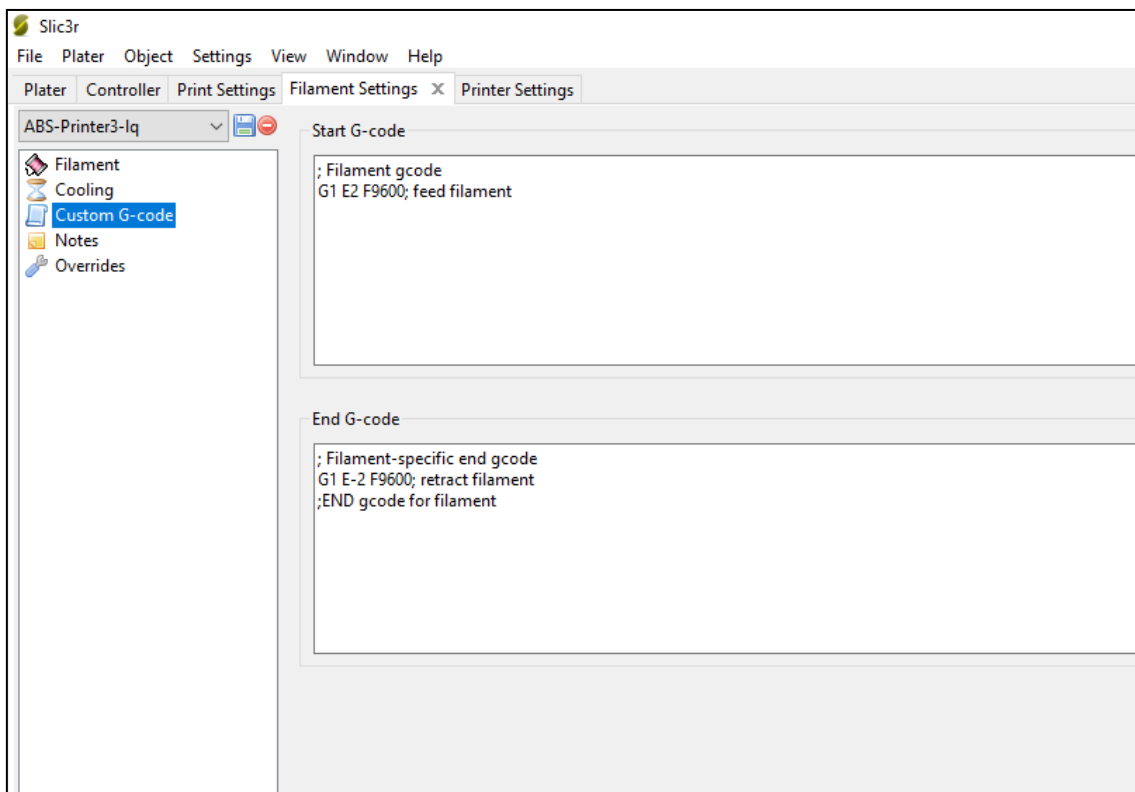 Slic3r
File Plater Object Settings View Window Help
Plater Controller Print Settings Filament Settings X Printer Settings
ABS-Printer3-lq
Filament
Cooling
Custom G-code
Notes
Overrides
Start G-code
; Filament gcode
G1 E2 F9600; feed filament
End G-code
; Filament-specific end gcode
G1 E-2 F9600; retract filament
;END gcode for filament